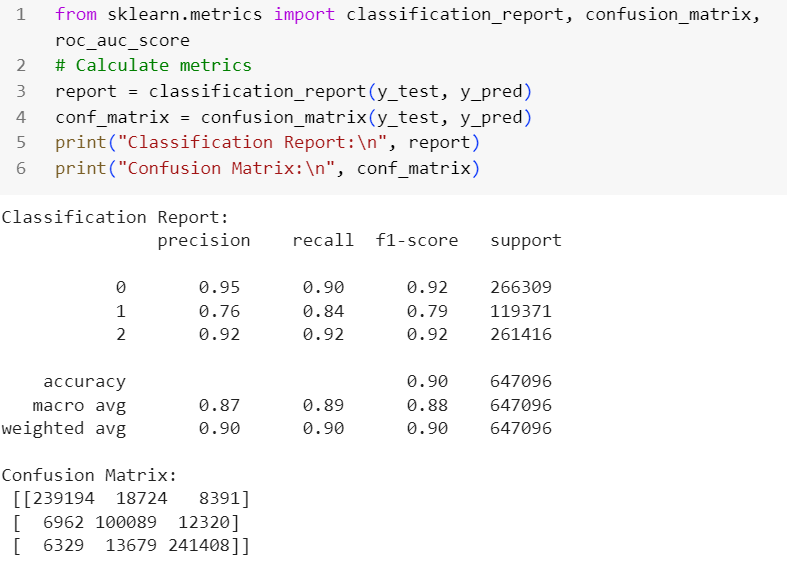 1 from sklearn.metrics import classification_report, confusion_matrix,
roc_auc_score
2 # Calculate metrics
3 report = classification_report(y_test, y_pred)
4 conf_matrix = confusion_matrix(y_test, y_pred)
5 print("Classification Report:\n", report)
6 print("Confusion Matrix:\n", conf_matrix)
Classification Report:
precision recall f1-score support
0 0.95 0.90 0.92 266309
1 0.76 0.84 0.79 119371
2 0.92 0.92 0.92 261416
accuracy 0.90 647096
macro avg 0.87 0.89 0.88 647096
weighted avg 0.90 0.90 0.90 647096
Confusion Matrix:
[[239194 18724 8391]
[ 6962 100089 12320]
[ 6329 13679 241408]]